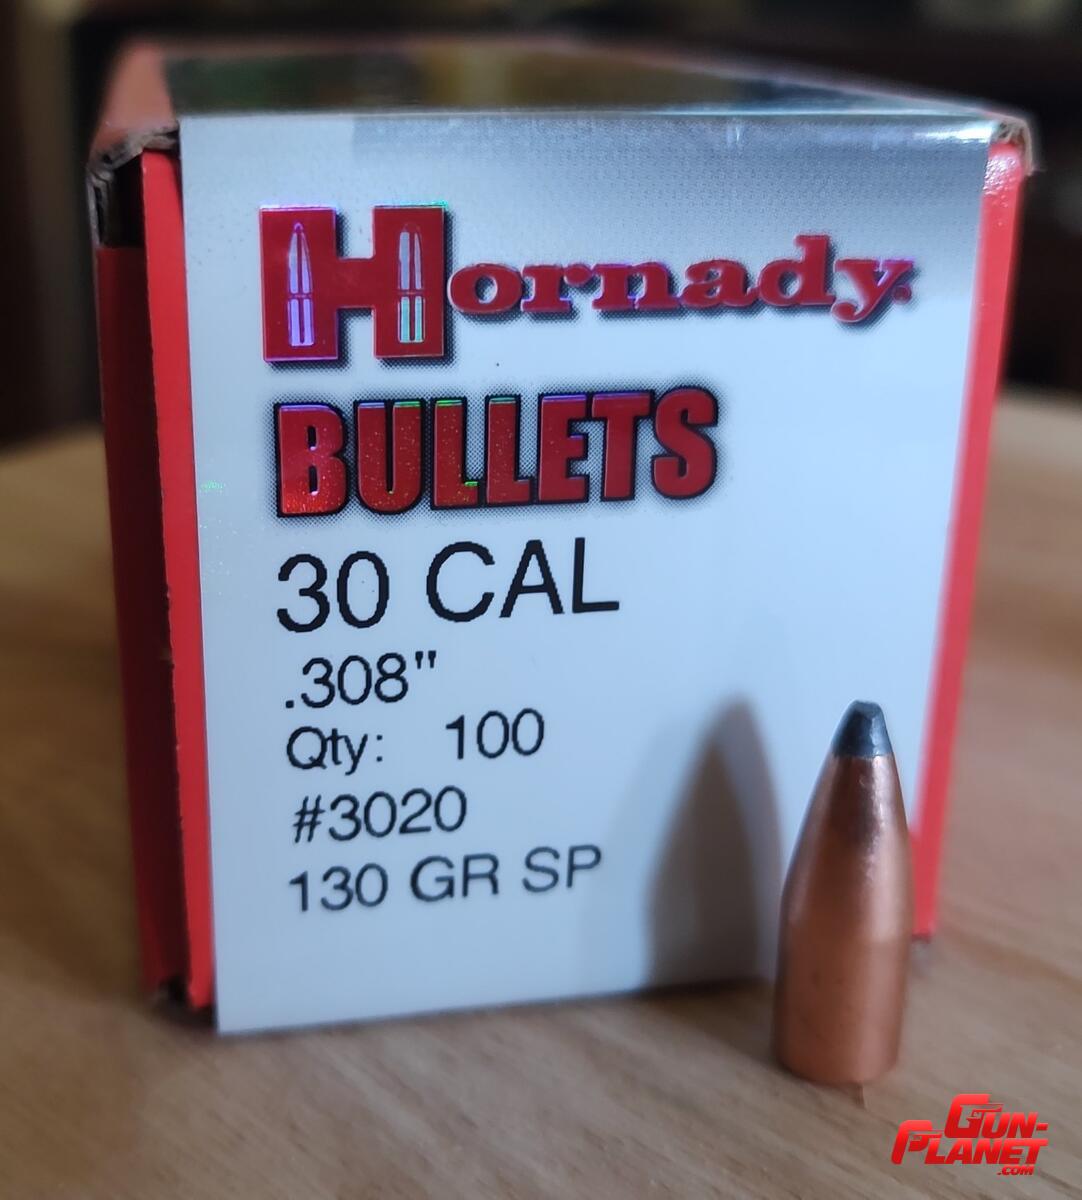 Hornady.
BULLETS
30 CAL
.308"
Qty: 100
#3020
130 GR SP
GUN-
PLANET
.COM